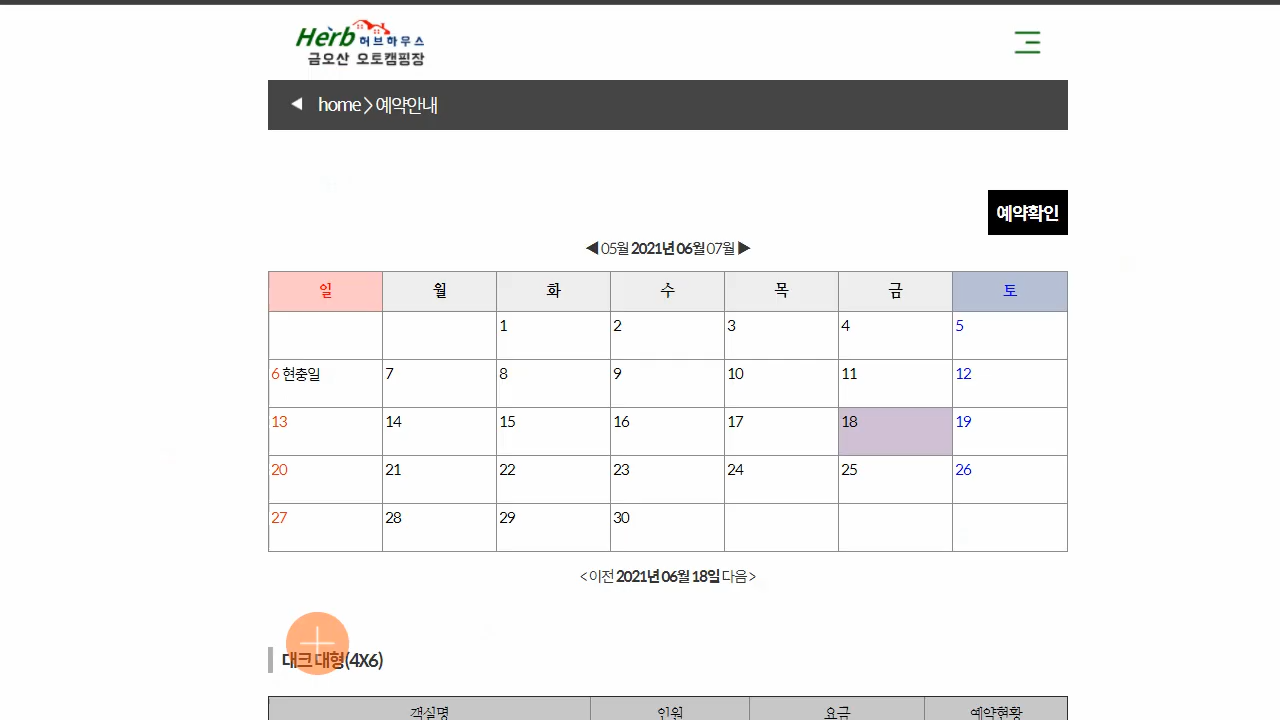 Herb 허브하우스
금오산 오토캠핑장
◀ home > 예약안내
예약확인
◀ 05월 2021년 06월 07월 ▶
일 월 화 수 목 금 토
1 2 3 4 5
6 현충일 7 8 9 10 11 12
13 14 15 16 17 18 19
20 21 22 23 24 25 26
27 28 29 30
< 이전 2021년 06월 18일 다음 >
대크 대형(4X6)
객실명 인원 요금 예약현황